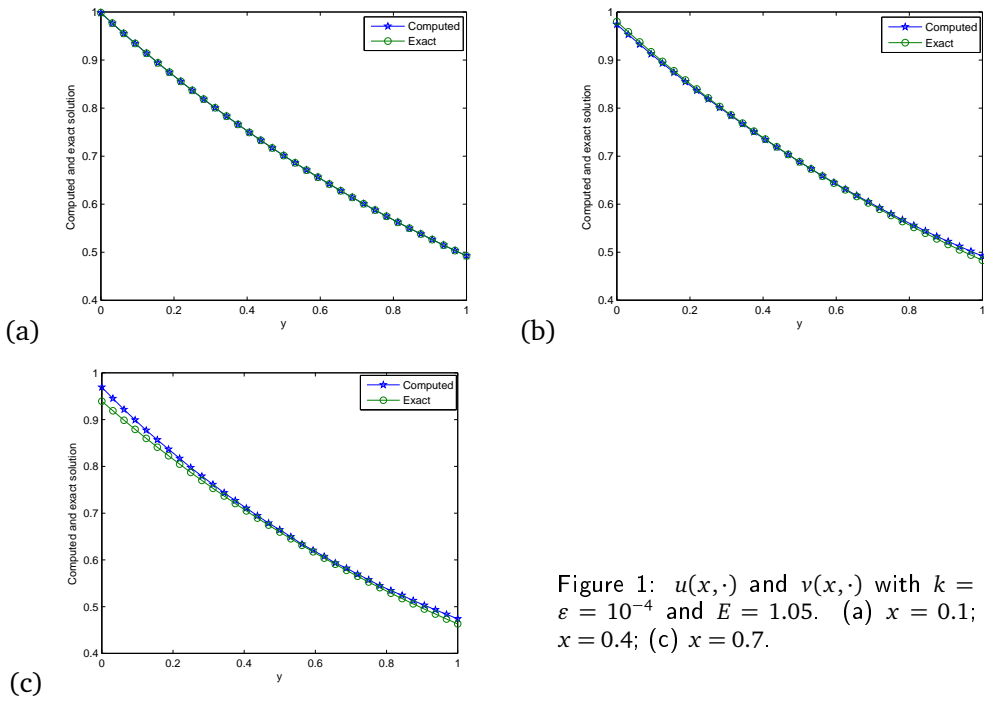 1
0.9
0.8
0.7
0.6
0.5
0.4
0 0.2 0.4 0.6 0.8 1
y
Computed and exact solution
Computed
Exact
(a)
1
0.9
0.8
0.7
0.6
0.5
0.4
0 0.2 0.4 0.6 0.8 1
y
Computed and exact solution
Computed
Exact
(b)
1
0.9
0.8
0.7
0.6
0.5
0.4
0 0.2 0.4 0.6 0.8 1
y
Computed and exact solution
Computed
Exact
(c)
Figure 1: u(x,·) and v(x,·) with k =
ε = 10⁻⁴ and E = 1.05. (a) x = 0.1;
x = 0.4; (c) x = 0.7.